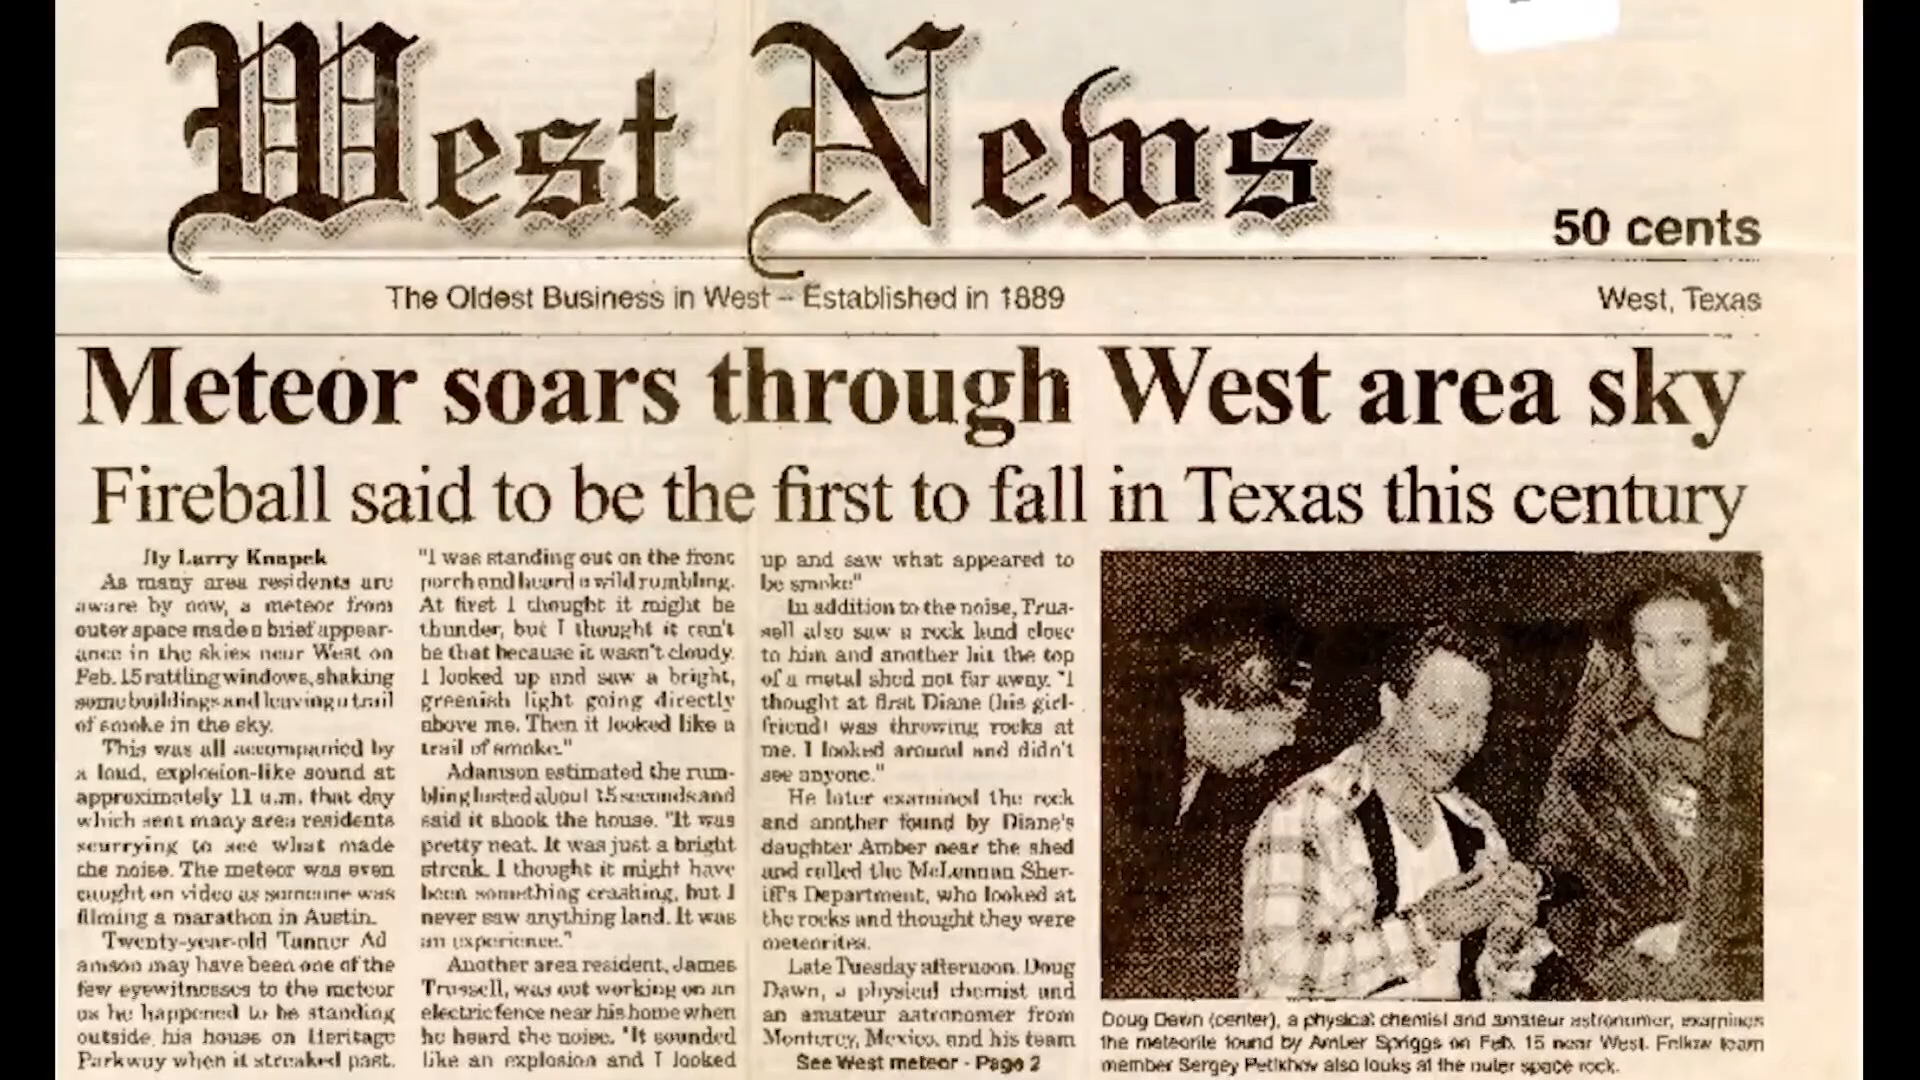 West News
50 cents
The Oldest Business in West – Established in 1889
West, Texas
Meteor soars through West area sky
Fireball said to be the first to fall in Texas this century
By Larry Knapek
As many area residents are
aware by now, a meteor from
outer space made a brief appear-
ance in the skies near West on
Feb. 15 rattling windows, shaking
some buildings and leaving a trail
of smoke in the sky.
This was all accompanied by
a loud, explosion-like sound at
approximately 11 a.m. that day
which sent many area residents
scurrying to see what made
the noise. The meteor was even
caught on video as someone was
filming a marathon in Austin.
Twenty-year-old Tanner Ad
amson may have been one of the
few eyewitnesses to the meteor
as he happened to be standing
outside his house on Heritage
Parkway when it streaked past.
"I was standing out on the front
porch and heard a wild rumbling.
At first I thought it might be
thunder, but I thought it can't
be that because it wasn't cloudy.
I looked up and saw a bright,
greenish light going directly
above me. Then it looked like a
trail of smoke."
Adamson estimated the rum-
bling lasted about 15 seconds and
said it shook the house. "It was
pretty neat. It was just a bright
streak. I thought it might have
been something crashing, but I
never saw anything land. It was
an experience."
Another area resident, James
Trussell, was out working on an
electric fence near his home when
he heard the noise. "It sounded
like an explosion and I looked
up and saw what appeared to
be smoke"
In addition to the noise, Trus-
sell also saw a rock land close
to him and another hit the top
of a metal shed not far away. "I
thought at first Diane (his girl-
friend) was throwing rocks at
me. I looked around and didn't
see anyone."
He later examined the rock
and another found by Diane's
daughter Amber near the shed
and called the McLennan Sher-
iff's Department, who looked at
the rocks and thought they were
meteorites.
Late Tuesday afternoon, Doug
Dawn, a physical chemist and
an amateur astronomer from
Monterey, Mexico, and his team
See West meteor - Page 2
Doug Dawn (center), a physical chemist and amateur astronomer, examines
the meteorite found by Amber Spriggs on Feb. 15 near West. Fellow team
member Sergey Petukhov also looks at the outer space rock.